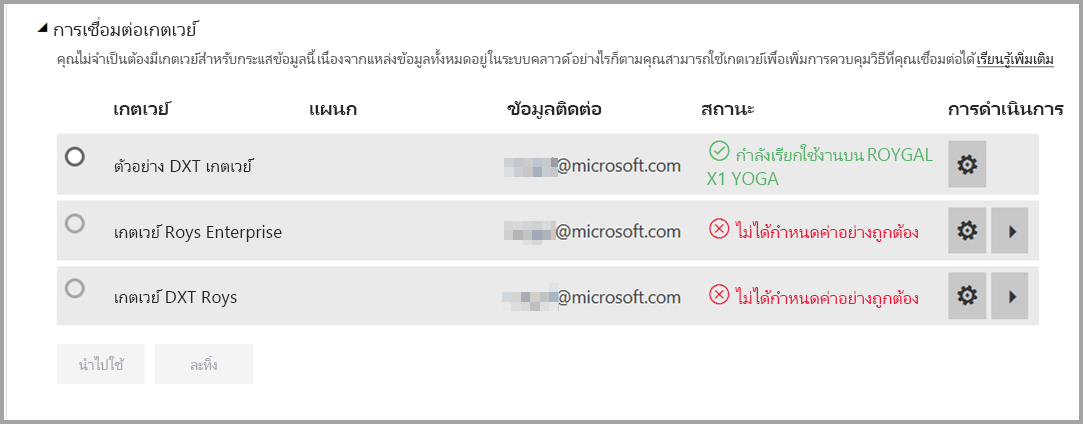 การเชื่อมต่อเกตเวย์
คุณไม่จำเป็นต้องมีเกตเวย์สำหรับกระแสข้อมูลนี้ เนื่องจากแหล่งข้อมูลทั้งหมดอยู่ในระบบคลาวด์ อย่างไรก็ตามคุณสามารถใช้เกตเวย์เพื่อเพิ่มการควบคุมวิธีที่คุณเชื่อมต่อได้ เรียนรู้เพิ่มเติม
เกตเวย์ แผนก ข้อมูลติดต่อ สถานะ การดำเนินการ
ตัวอย่าง DXT เกตเวย์ @microsoft.com กำลังเรียกใช้งานบน ROYGAL
X1 YOGA
เกตเวย์ Roys Enterprise @microsoft.com ไม่ได้กำหนดค่าอย่างถูกต้อง
เกตเวย์ DXT Roys @microsoft.com ไม่ได้กำหนดค่าอย่างถูกต้อง
นำไปใช้ ละทิ้ง